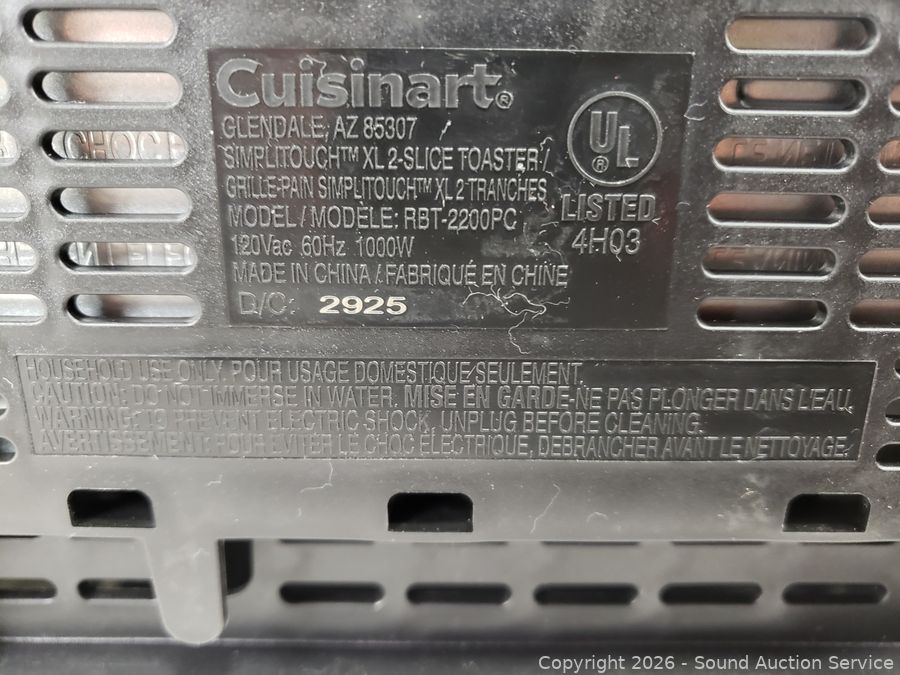 Cuisinart®
GLENDALE, AZ 85307
SIMPLITOUCH™ XL 2-SLICE TOASTER /
GRILLE-PAIN SIMPLITOUCH™ XL 2 TRANCHES
MODEL / MODÈLE: RBT-2200PC
120Vac 60Hz 1000W
MADE IN CHINA / FABRIQUÉ EN CHINE
D/C: 2925
UL ®
LISTED
4HQ3
HOUSEHOLD USE ONLY. POUR USAGE DOMESTIQUE SEULEMENT.
CAUTION: DO NOT IMMERSE IN WATER. MISE EN GARDE-NE PAS PLONGER DANS L'EAU.
WARNING: TO PREVENT ELECTRIC SHOCK, UNPLUG BEFORE CLEANING.
AVERTISSEMENT: POUR ÉVITER LE CHOC ÉLECTRIQUE, DÉBRANCHER AVANT LE NETTOYAGE.
Copyright © 2026 - Sound Auction Service